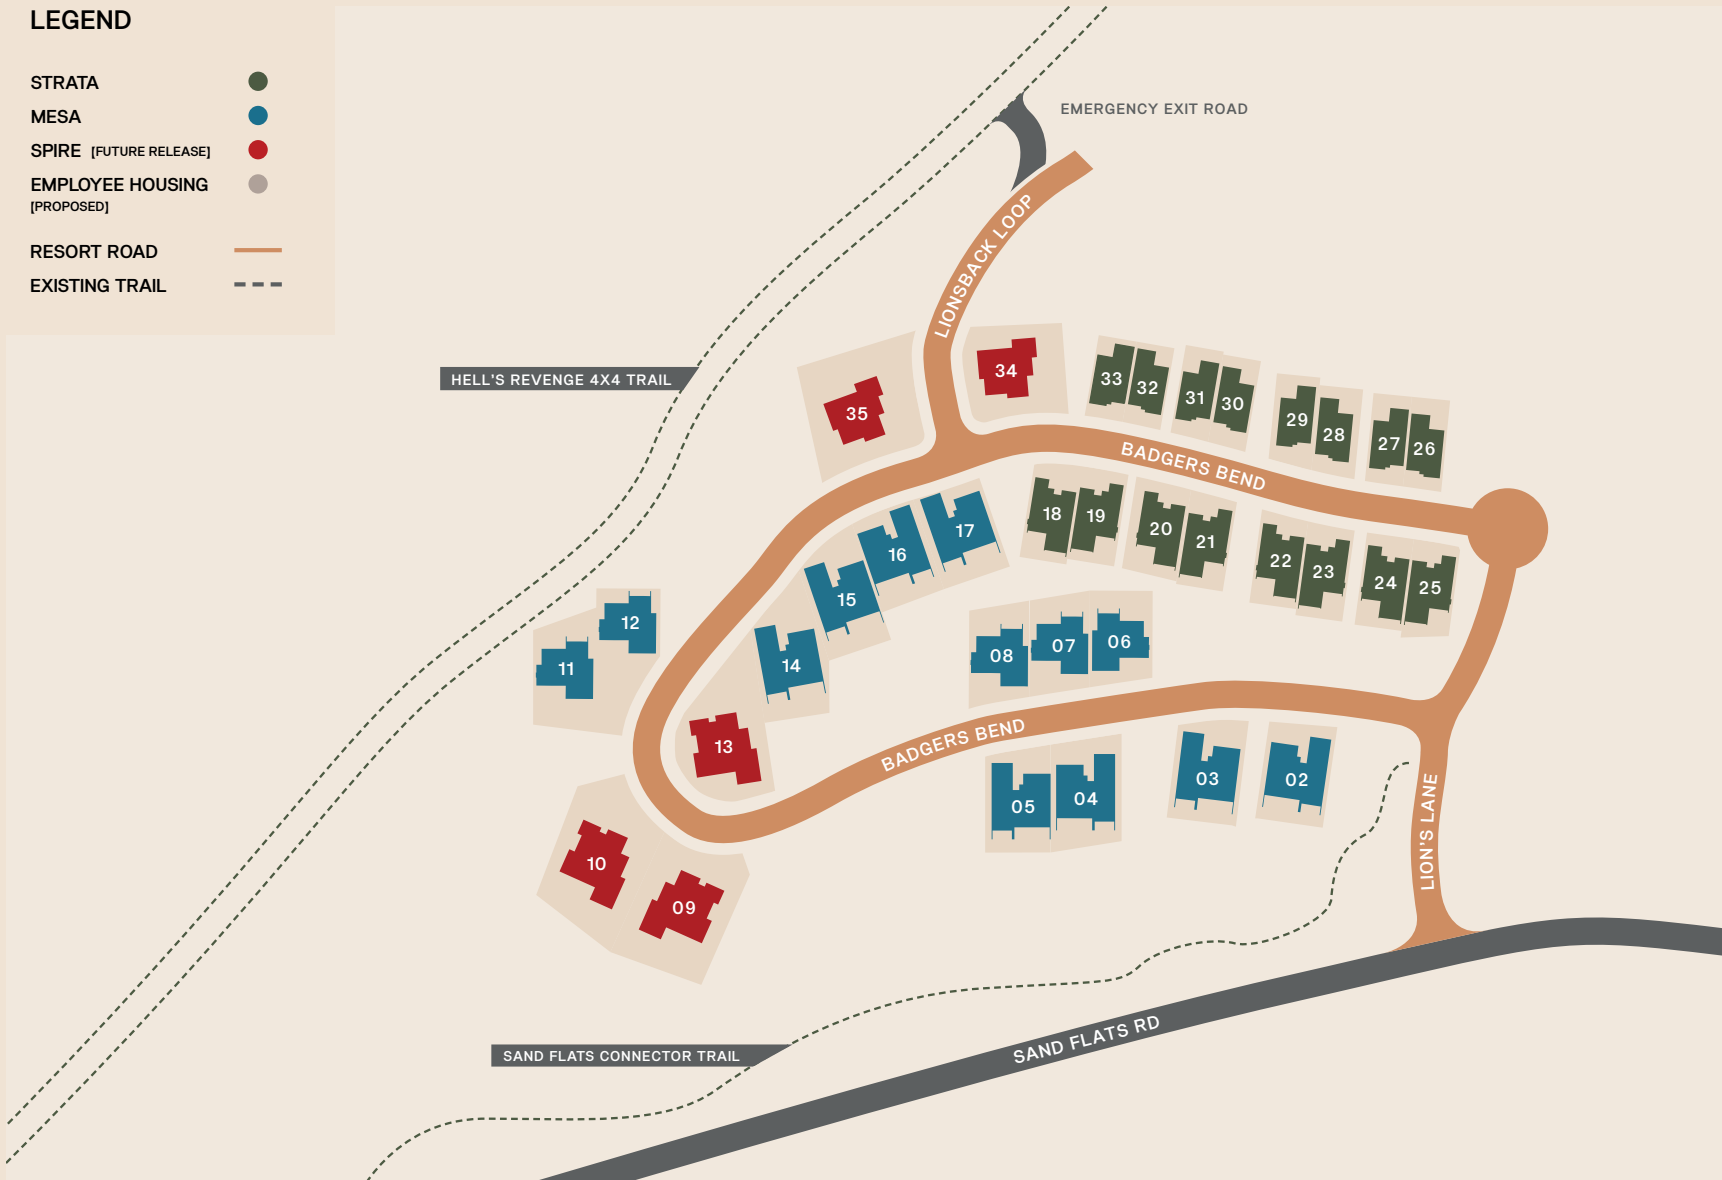 LEGEND
STRATA
MESA
SPIRE [FUTURE RELEASE]
EMPLOYEE HOUSING
[PROPOSED]
RESORT ROAD
EXISTING TRAIL
EMERGENCY EXIT ROAD
LIONSBACK LOOP
HELL'S REVENGE 4X4 TRAIL
35
34
33
32
31
30
29
28
27
26
BADGERS BEND
18
19
20
21
22
23
24
25
17
16
15
14
13
12
11
08
07
06
BADGERS BEND
05
04
03
02
LION'S LANE
10
09
SAND FLATS RD
SAND FLATS CONNECTOR TRAIL